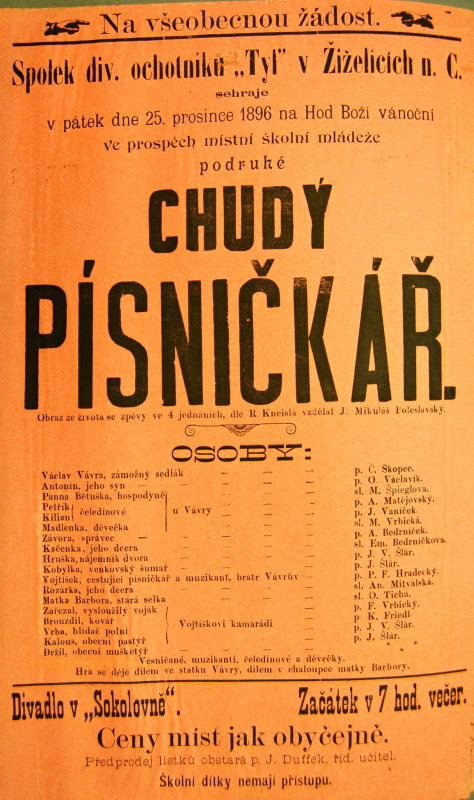 Na všeobecnou žádost.
Spolek div. ochotníků „Tyl" v Žiželicích n. C.
sehraje
v pátek dne 25. prosince 1896 na Hod Boží vánoční
ve prospěch místní školní mládeže
podruhé
CHUDÝ
PÍSNIČKÁŘ.
Obraz ze života se zpěvy ve 4 jednáních, dle R. Kneisla vzdělal J. Mikuláš Boleslavský.
OSOBY:
Václav Vávra, zámožný sedlák — — — p. Č. Skopec.
Antonín, jeho syn — — — p. O. Václavík.
Panna Bětuška, hospodyně — — — sl. M. Špieglova.
Petřík — — — p. A. Matějovský.
čeledínové u Vávry
Kilian — — — p. J. Vaníček.
Madlenka, děvečka — — — sl. M. Vrbická.
Závora, správec — — — p. A. Bedrníček.
Kačenka, jeho dcera — — — sl. Em. Bedrníčkova.
Hruška, nájemník dvora — — — p. J. V. Šlár.
Kobylka, venkovský šumař — — — p. J. Šlár.
Vojtíšek, cestující písničkář a muzikant, bratr Vávrův — p. P. F. Hradecký.
Rozárka, jeho dcera — — — sl. An. Mitvalská.
Matka Barbora, stará selka — — — sl. O. Tichá.
Zařezal, vysloužilý voják — — — p. F. Vrbický.
Brouzdil, kovář — — — p K. Friedl.
Vojtíškovi kamarádi
Vrba, hlídač polní — — — p. J. V. Šlár.
Kalous, obecní pastýř — — — p. J. Šlár.
Držil, obecní mušketýr
Vesničané, muzikanti, čeledínové a děvečky.
Hra se děje dílem ve statku Vávry, dílem v chaloupce matky Barbory.
Divadlo v „Sokolovně". Začátek v 7 hod. večer.
Ceny míst jak obyčejně.
Předprodej lístků obstará p. J. Duffek, říd. učitel.
Školní dítky nemají přístupu.